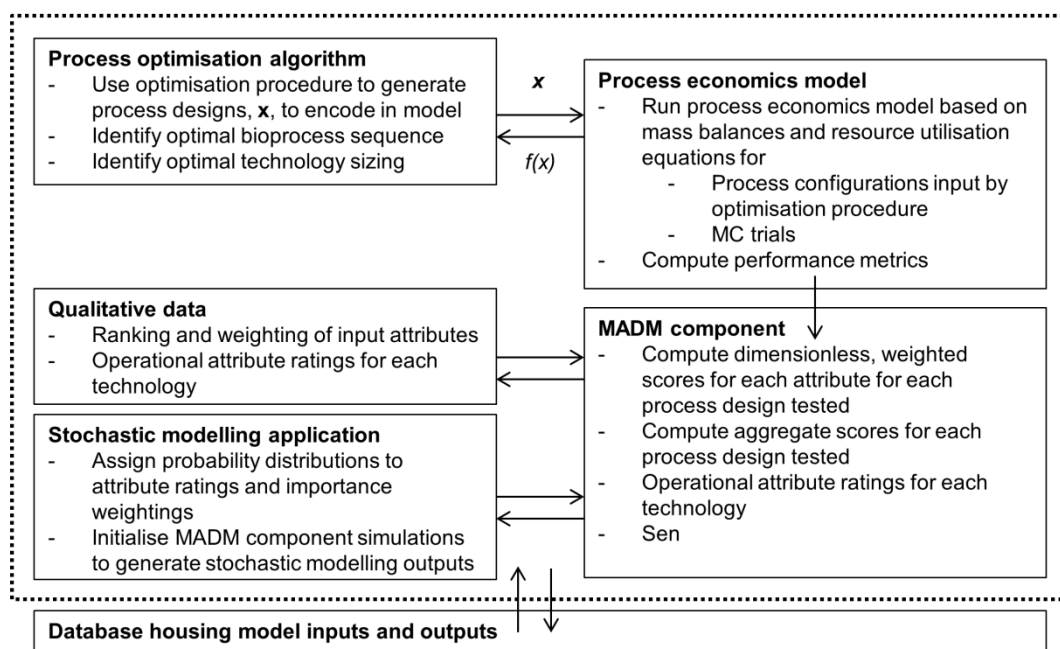 Process optimisation algorithm
- Use optimisation procedure to generate
process designs, x, to encode in model
- Identify optimal bioprocess sequence
- Identify optimal technology sizing
x
f(x)
Process economics model
- Run process economics model based on
mass balances and resource utilisation
equations for
- Process configurations input by
optimisation procedure
- MC trials
- Compute performance metrics
Qualitative data
- Ranking and weighting of input attributes
- Operational attribute ratings for each
technology
MADM component
- Compute dimensionless, weighted
scores for each attribute for each
process design tested
- Compute aggregate scores for each
process design tested
- Operational attribute ratings for each
technology
- Sen
Stochastic modelling application
- Assign probability distributions to
attribute ratings and importance
weightings
- Initialise MADM component simulations
to generate stochastic modelling outputs
Database housing model inputs and outputs